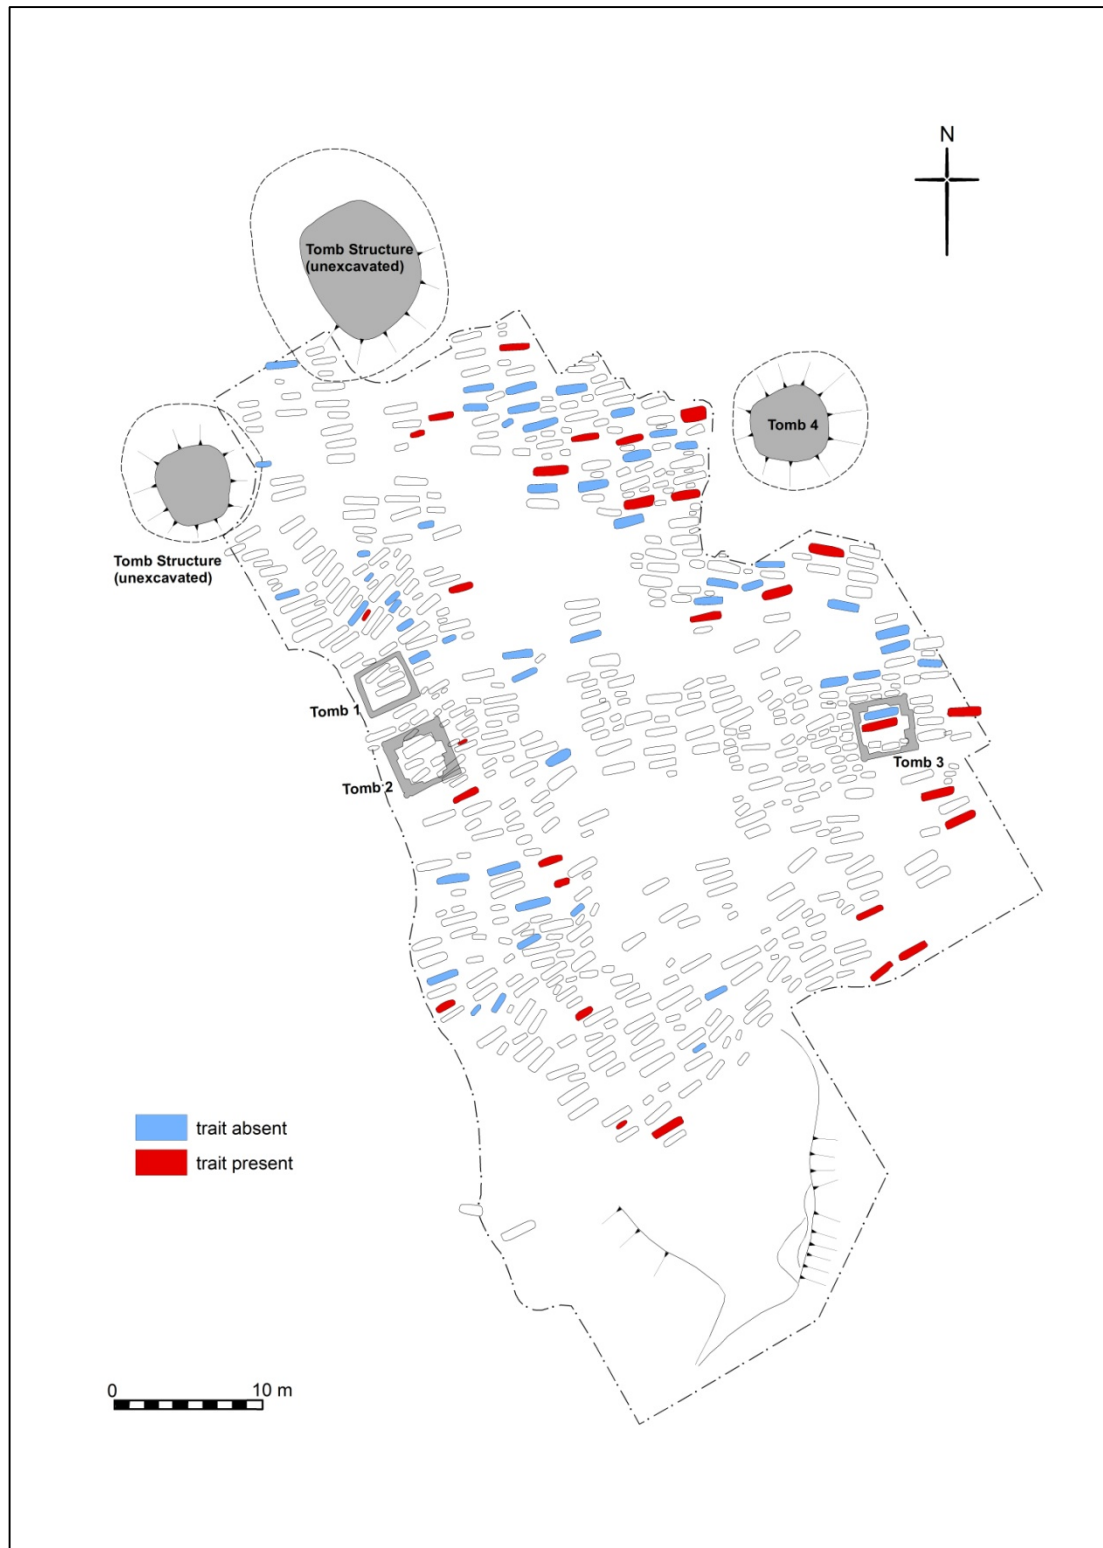 N
Tomb Structure
(unexcavated)
Tomb 4
Tomb Structure
(unexcavated)
Tomb 1
Tomb 2
Tomb 3
trait absent
trait present
0 10 m